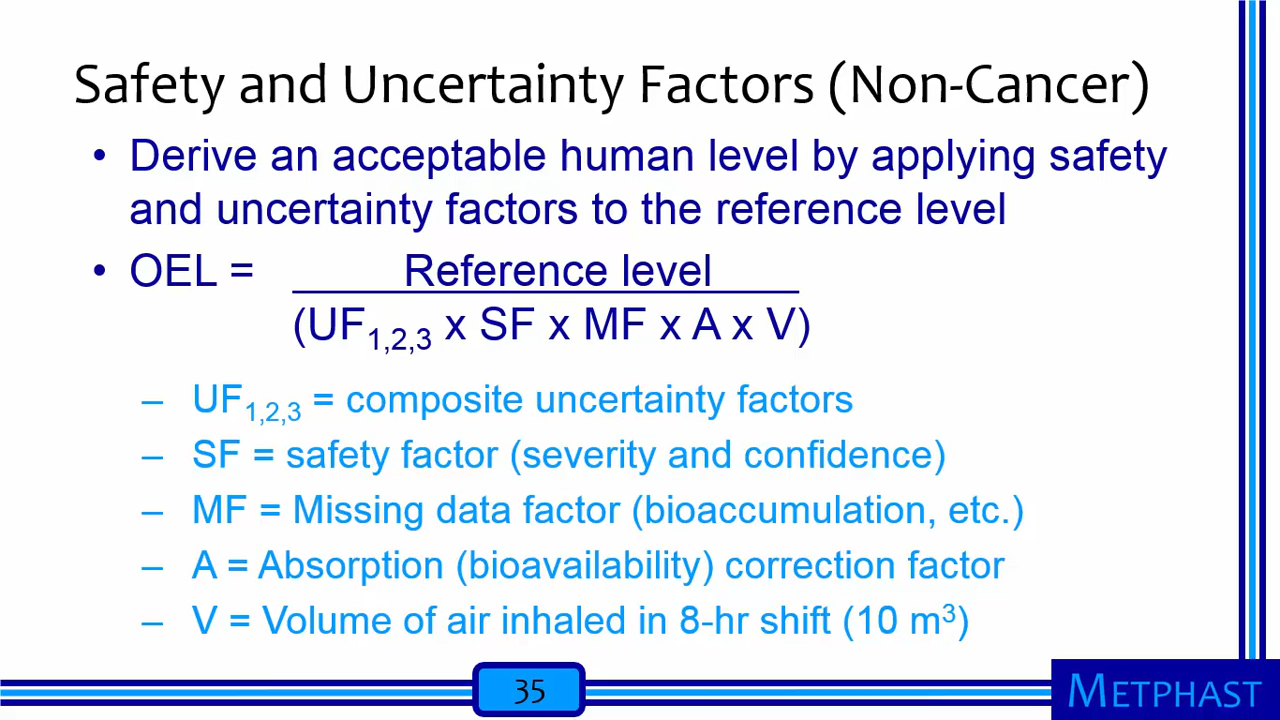 Safety and Uncertainty Factors (Non-Cancer)
• Derive an acceptable human level by applying safety
and uncertainty factors to the reference level
• OEL = Reference level
(UF1,2,3 x SF x MF x A x V)
– UF1,2,3 = composite uncertainty factors
– SF = safety factor (severity and confidence)
– MF = Missing data factor (bioaccumulation, etc.)
– A = Absorption (bioavailability) correction factor
– V = Volume of air inhaled in 8-hr shift (10 m³)
35
METPHAST